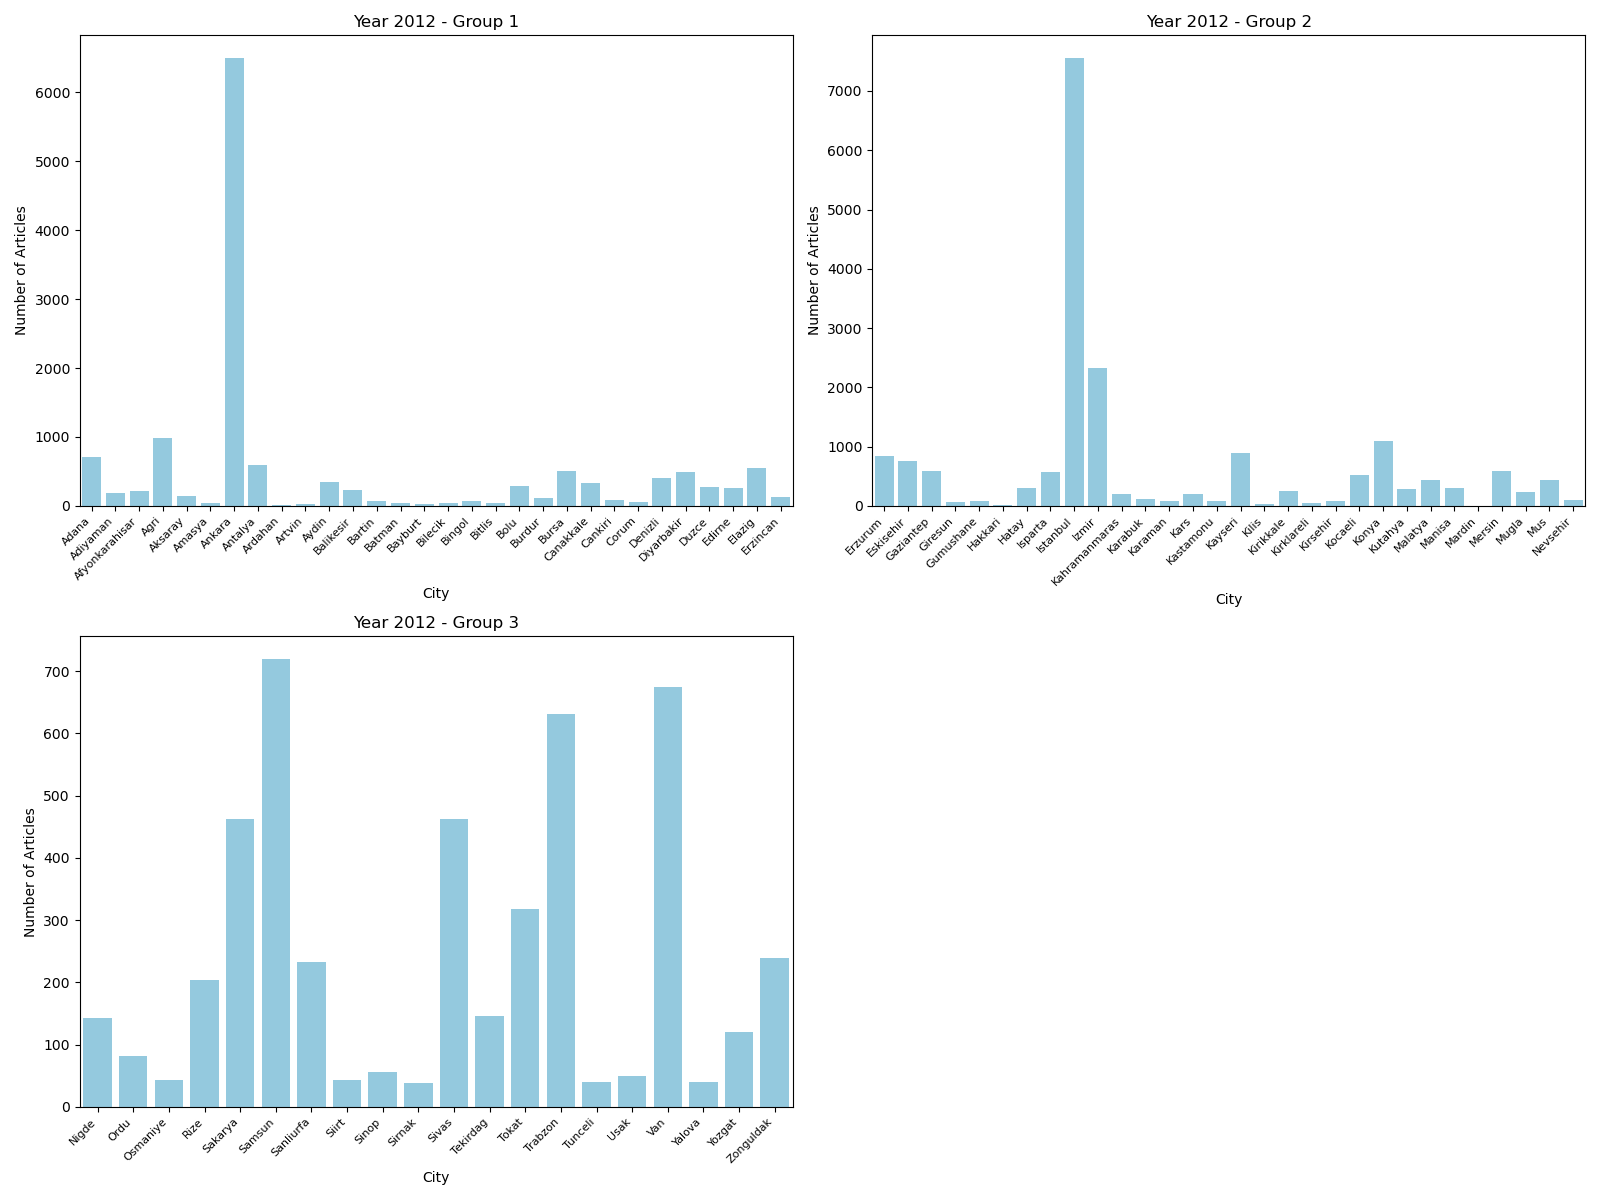 Year 2012 - Group 1
Number of Articles
6000
5000
4000
3000
2000
1000
0
Adana
Adiyaman
Afyonkarahisar
Agri
Aksaray
Amasya
Ankara
Antalya
Ardahan
Artvin
Aydin
Balikesir
Bartin
Batman
Bayburt
Bilecik
Bingol
Bitlis
Bolu
Burdur
Bursa
Canakkale
Cankiri
Corum
Denizli
Diyarbakir
Duzce
Edirne
Elazig
Erzincan
City
Year 2012 - Group 2
Number of Articles
7000
6000
5000
4000
3000
2000
1000
0
Erzurum
Eskisehir
Gaziantep
Giresun
Gumushane
Hakkari
Hatay
Isparta
Istanbul
Izmir
Kahramanmaras
Karabuk
Karaman
Kars
Kastamonu
Kayseri
Kilis
Kirikkale
Kirklareli
Kirsehir
Kocaeli
Konya
Kutahya
Malatya
Manisa
Mardin
Mersin
Mugla
Mus
Nevsehir
City
Year 2012 - Group 3
Number of Articles
700
600
500
400
300
200
100
0
Nigde
Ordu
Osmaniye
Rize
Sakarya
Samsun
Sanliurfa
Siirt
Sinop
Sirnak
Sivas
Tekirdag
Tokat
Trabzon
Tunceli
Usak
Van
Yalova
Yozgat
Zonguldak
City